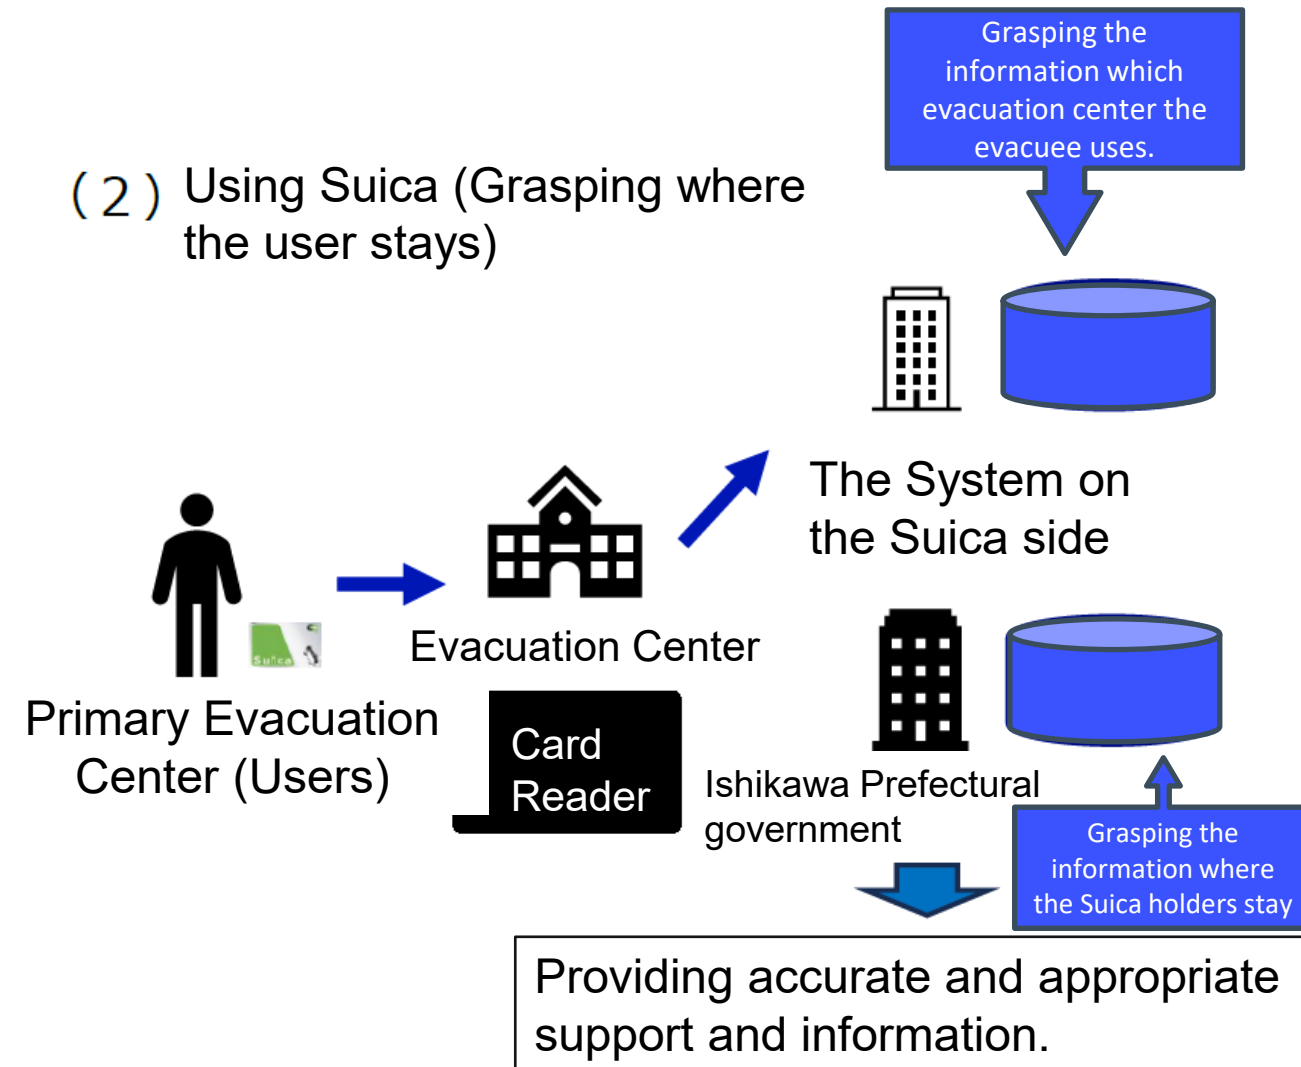 Grasping the
information which
evacuation center the
evacuee uses.
(2) Using Suica (Grasping where
the user stays)
The System on
the Suica side
Suica
Evacuation Center
Primary Evacuation
Center (Users)
Card
Reader
Ishikawa Prefectural
government
Grasping the
information where
the Suica holders stay
Providing accurate and appropriate
support and information.